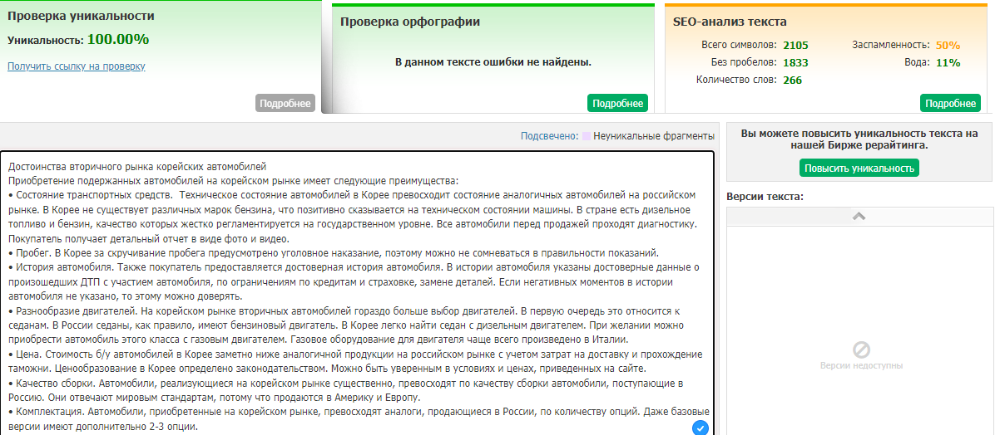 Проверка уникальности
Уникальность: 100.00%
Получить ссылку на проверку
Подробнее
Проверка орфографии
В данном тексте ошибки не найдены.
Подробнее
SEO-анализ текста
Всего символов: 2105
Без пробелов: 1833
Количество слов: 266
Заспамленность: 50%
Вода: 11%
Подробнее
Подсвечено: Неуникальные фрагменты
Достоинства вторичного рынка корейских автомобилей
Приобретение подержанных автомобилей на корейском рынке имеет следующие преимущества:
• Состояние транспортных средств. Техническое состояние автомобилей в Корее превосходит состояние аналогичных автомобилей на российском
рынке. В Корее не существует различных марок бензина, что позитивно сказывается на техническом состоянии машины. В стране есть дизельное
топливо и бензин, качество которых жестко регламентируется на государственном уровне. Все автомобили перед продажей проходят диагностику.
Покупатель получает детальный отчет в виде фото и видео.
• Пробег. В Корее за скручивание пробега предусмотрено уголовное наказание, поэтому можно не сомневаться в правильности показаний.
• История автомобиля. Также покупатель предоставляется достоверная история автомобиля. В истории автомобиля указаны достоверные данные о
произошедших ДТП с участием автомобиля, по ограничениям по кредитам и страховке, замене деталей. Если негативных моментов в истории
автомобиля не указано, то этому можно доверять.
• Разнообразие двигателей. На корейском рынке вторичных автомобилей гораздо больше выбор двигателей. В первую очередь это относится к
седанам. В России седаны, как правило, имеют бензиновый двигатель. В Корее легко найти седан с дизельным двигателем. При желании можно
приобрести автомобиль этого класса с газовым двигателем. Газовое оборудование для двигателя чаще всего произведено в Италии.
• Цена. Стоимость б/у автомобилей в Корее заметно ниже аналогичной продукции на российском рынке с учетом затрат на доставку и прохождение
таможни. Ценообразование в Корее определено законодательством. Можно быть уверенным в условиях и ценах, приведенных на сайте.
• Качество сборки. Автомобили, реализующиеся на корейском рынке существенно, превосходят по качеству сборки автомобили, поступающие в
Россию. Они отвечают мировым стандартам, потому что продаются в Америку и Европу.
• Комплектация. Автомобили, приобретенные на корейском рынке, превосходят аналоги, продающиеся в России, по количеству опций. Даже базовые
версии имеют дополнительно 2-3 опции.
Вы можете повысить уникальность текста на
нашей Бирже рерайтинга.
Повысить уникальность
Версии текста:
Версии недоступны